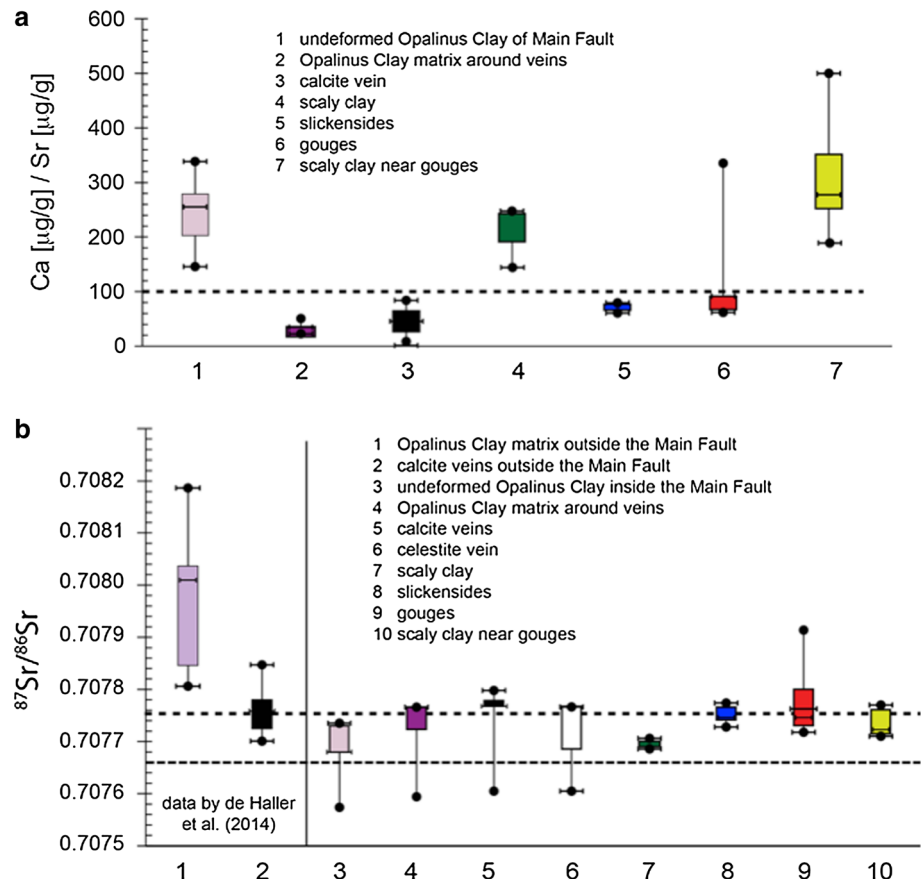 a
600
500
400
300
200
100
0
Ca [µg/g] / Sr [µg/g]
1 undeformed Opalinus Clay of Main Fault
2 Opalinus Clay matrix around veins
3 calcite vein
4 scaly clay
5 slickensides
6 gouges
7 scaly clay near gouges
1 2 3 4 5 6 7
b
0.7082
0.7081
0.7080
0.7079
0.7078
0.7077
0.7076
0.7075
⁸⁷Sr/⁸⁶Sr
1 Opalinus Clay matrix outside the Main Fault
2 calcite veins outside the Main Fault
3 undeformed Opalinus Clay inside the Main Fault
4 Opalinus Clay matrix around veins
5 calcite veins
6 celestite vein
7 scaly clay
8 slickensides
9 gouges
10 scaly clay near gouges
data by de Haller
et al. (2014)
1 2 3 4 5 6 7 8 9 10